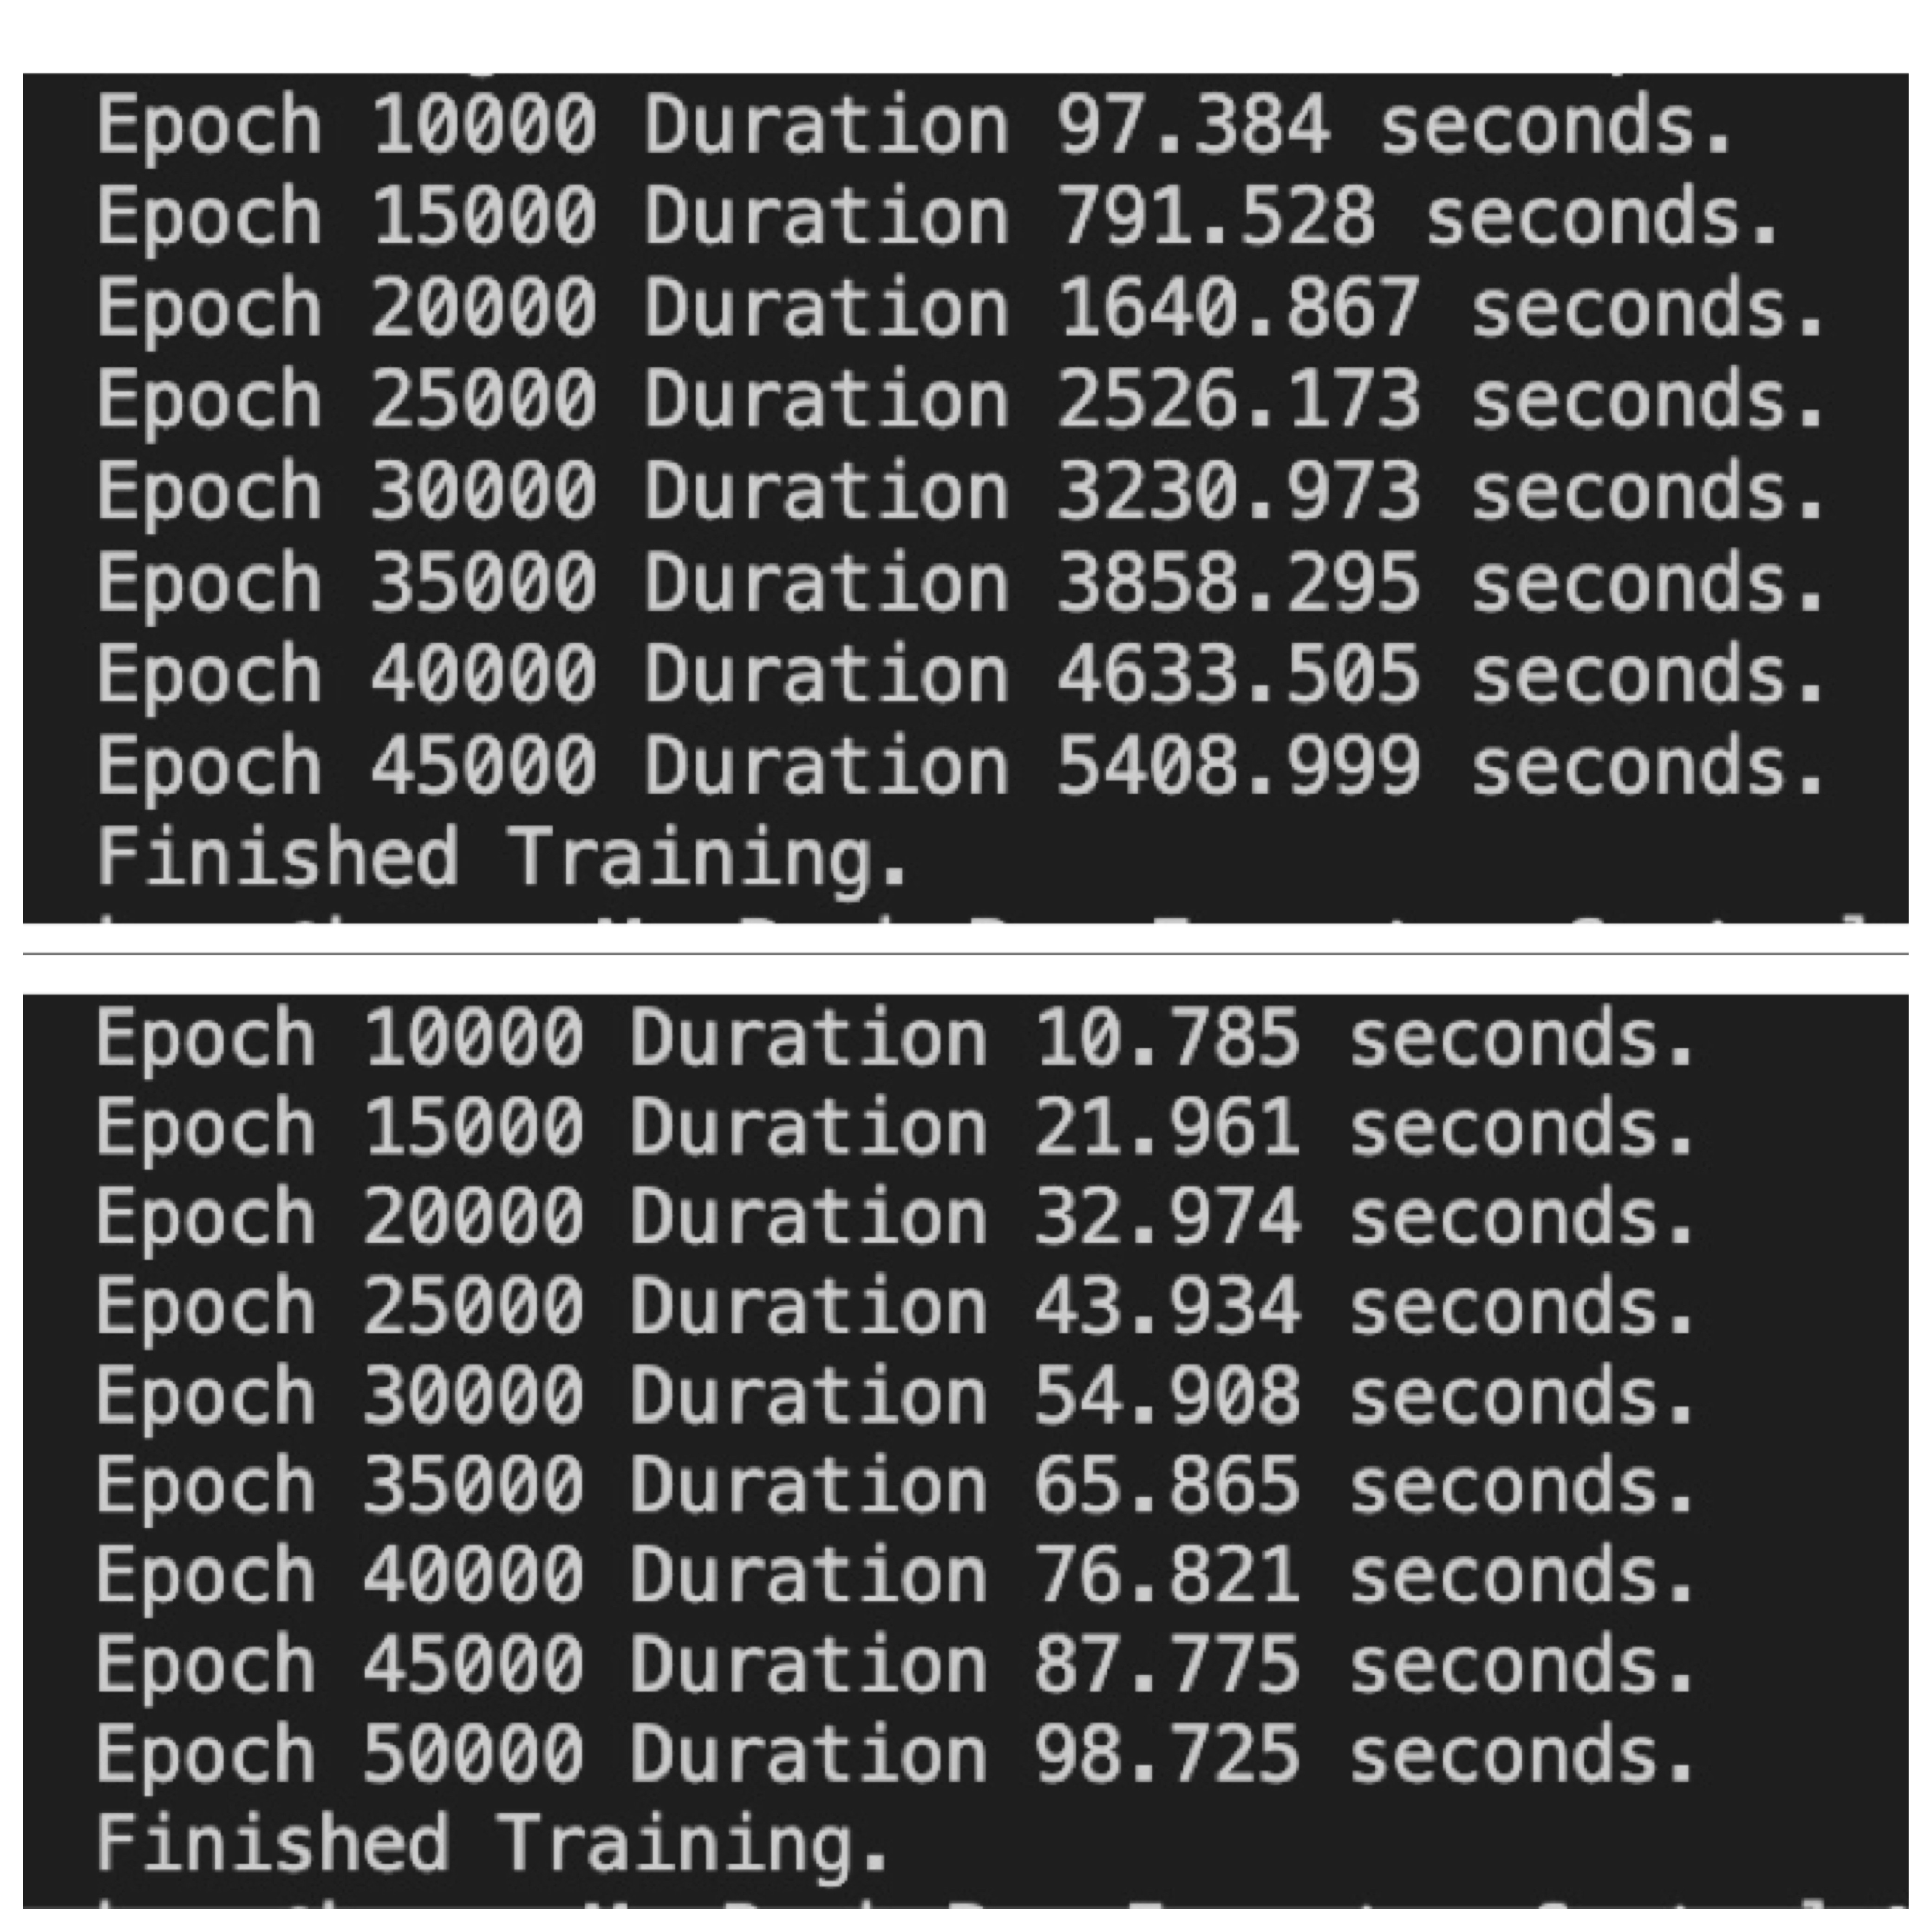 Epoch 10000 Duration 97.384 seconds.
Epoch 15000 Duration 791.528 seconds.
Epoch 20000 Duration 1640.867 seconds.
Epoch 25000 Duration 2526.173 seconds.
Epoch 30000 Duration 3230.973 seconds.
Epoch 35000 Duration 3858.295 seconds.
Epoch 40000 Duration 4633.505 seconds.
Epoch 45000 Duration 5408.999 seconds.
Finished Training.
Epoch 10000 Duration 10.785 seconds.
Epoch 15000 Duration 21.961 seconds.
Epoch 20000 Duration 32.974 seconds.
Epoch 25000 Duration 43.934 seconds.
Epoch 30000 Duration 54.908 seconds.
Epoch 35000 Duration 65.865 seconds.
Epoch 40000 Duration 76.821 seconds.
Epoch 45000 Duration 87.775 seconds.
Epoch 50000 Duration 98.725 seconds.
Finished Training.